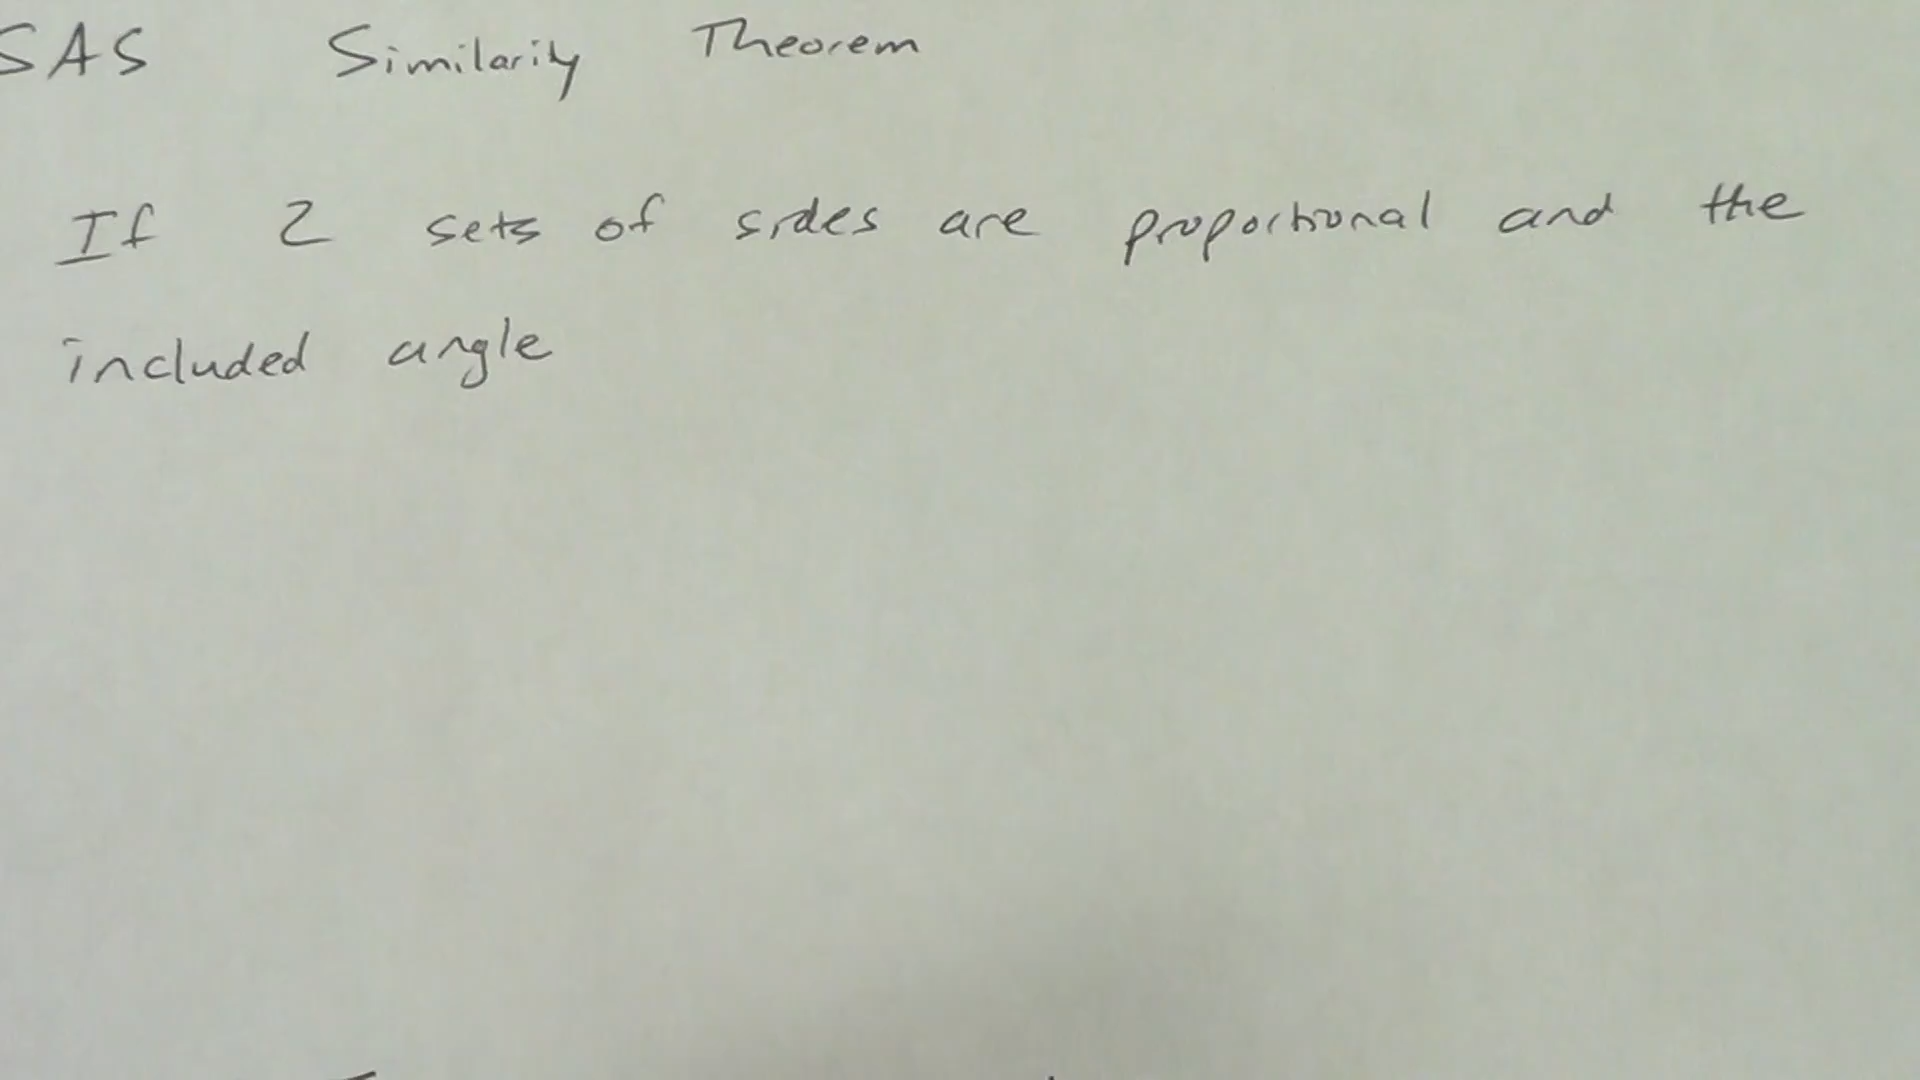 SAS Similarity Theorem
If 2 sets of sides are proportional and the
included angle